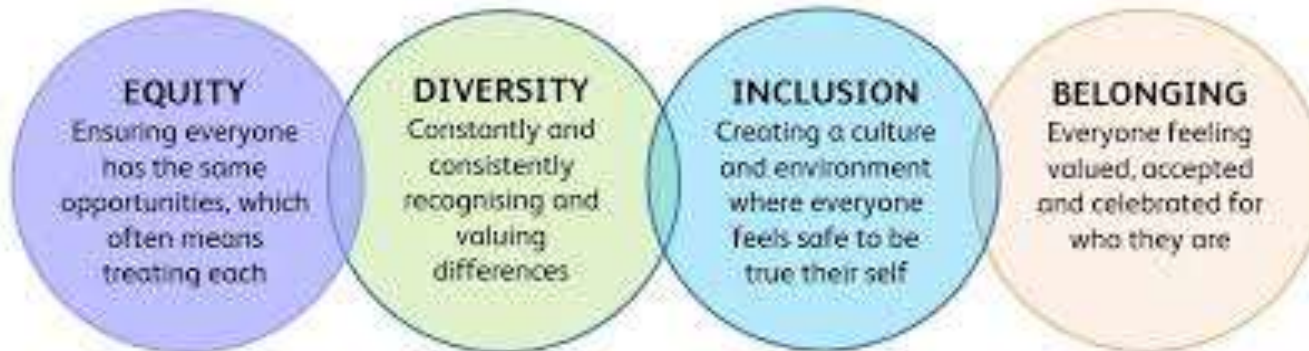 EQUITY
Ensuring everyone
has the same
opportunities, which
often means
treating each
DIVERSITY
Constantly and
consistently
recognising and
valuing
differences
INCLUSION
Creating a culture
and environment
where everyone
feels safe to be
true their self
BELONGING
Everyone feeling
valued, accepted
and celebrated for
who they are